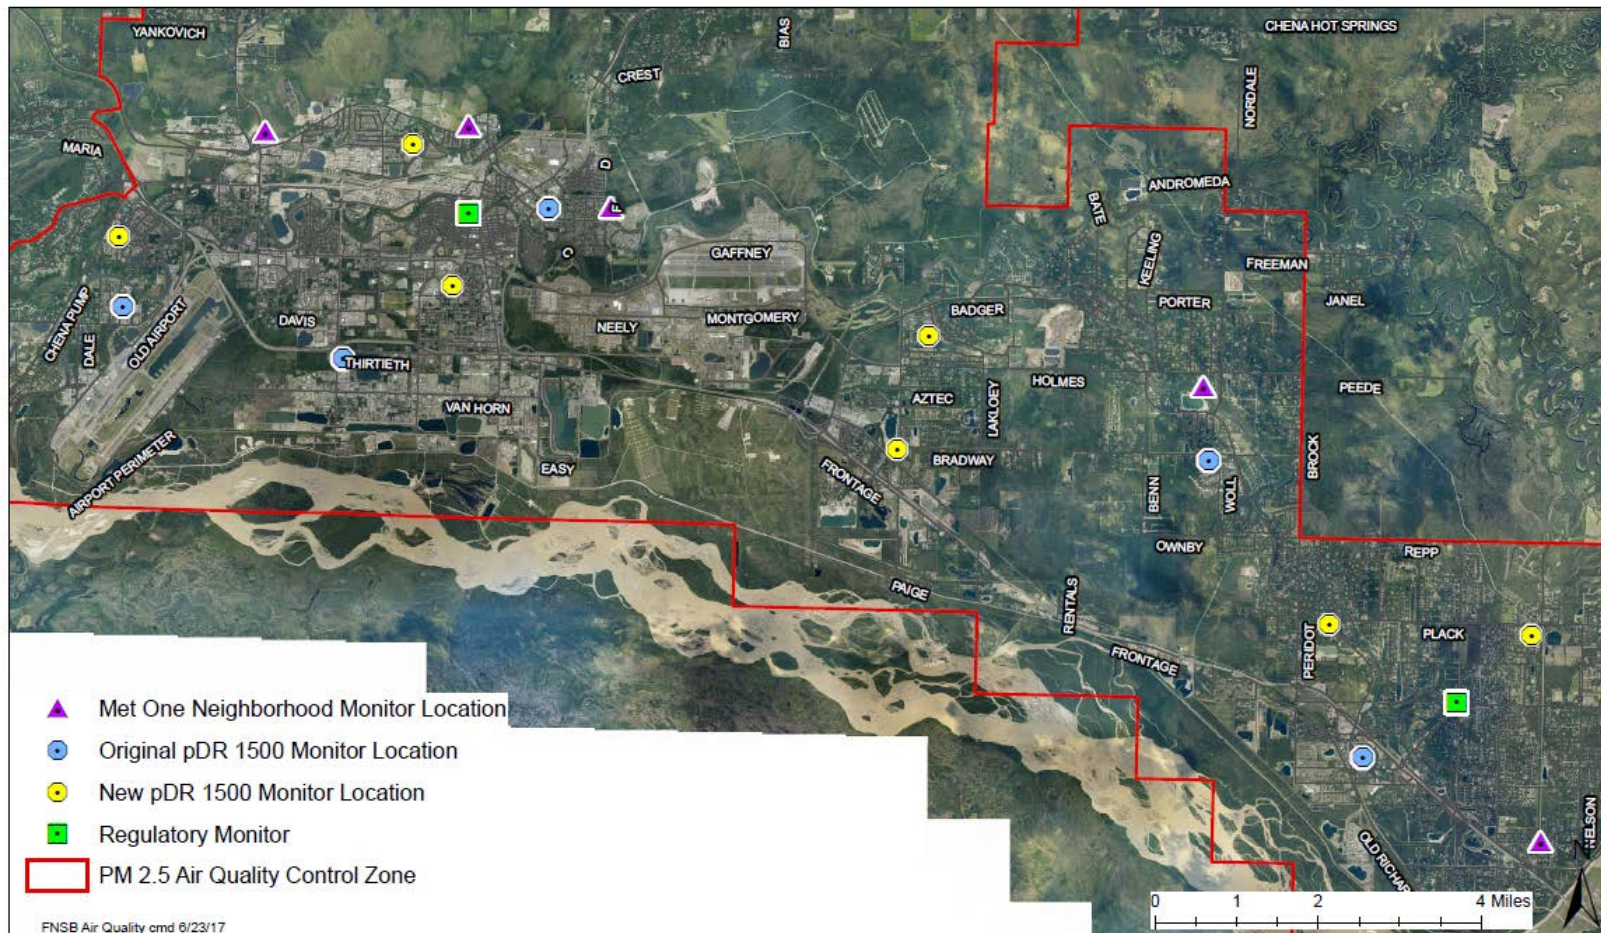 YANKOVICH
BIAS
CHENA HOT SPRINGS
CREST
NORDALE
MARIA
D
ANDROMEDA
F
BATE
C
GAFFNEY
KEELING
FREEMAN
CHENA PUMP
DALE
OLD AIRPORT
DAVIS
NEELY
MONTGOMERY
BADGER
PORTER
JANEL
THIRTIETH
HOLMES
PEEDE
VAN HORN
AZTEC
LAKLOEY
AIRPORT PERIMETER
EASY
FRONTAGE
BRADWAY
BENN
WOLL
BROCK
OWNBY
REPP
PAIGE
RENTALS
FRONTAGE
PERIDOT
PLACK
Met One Neighborhood Monitor Location
Original pDR 1500 Monitor Location
New pDR 1500 Monitor Location
Regulatory Monitor
PM 2.5 Air Quality Control Zone
OLD RICHAR
NELSON
N
0 1 2 4 Miles
FNSB Air Quality cmd 6/23/17